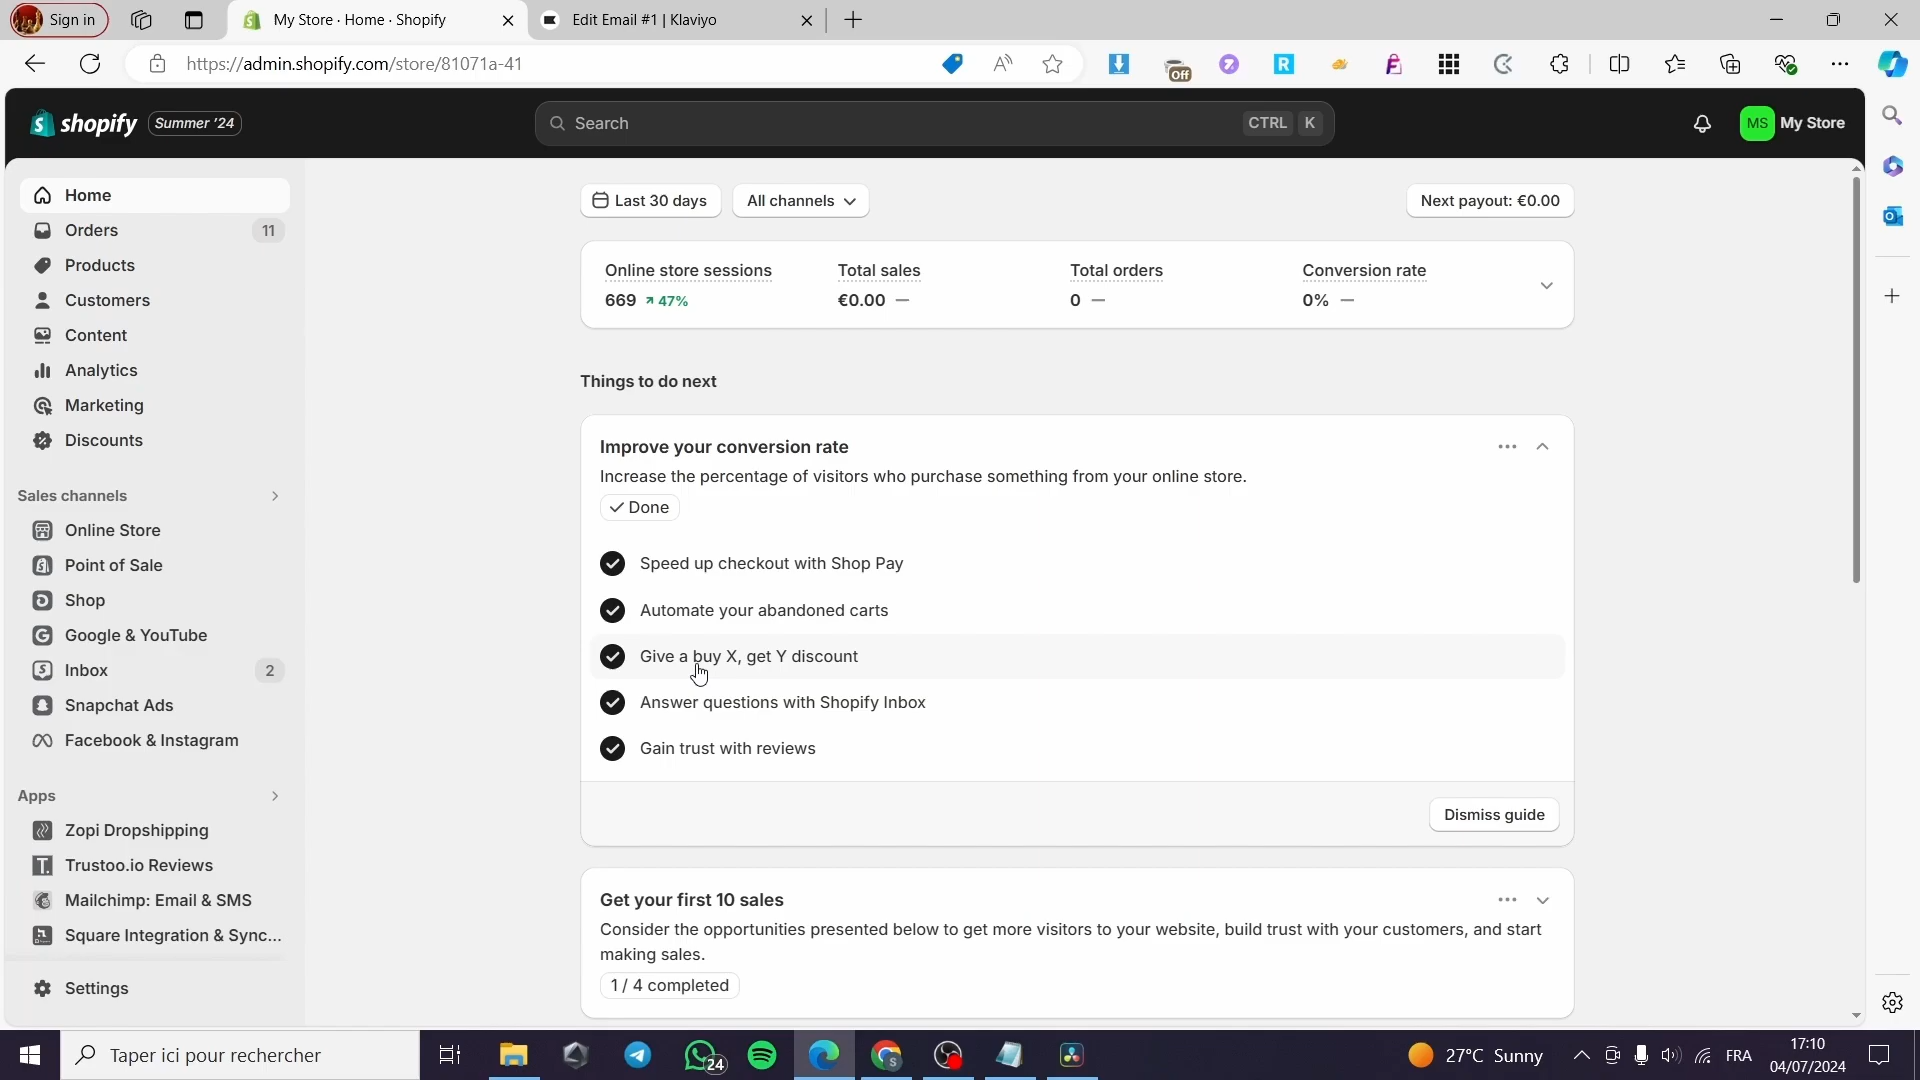 Sign in
My Store · Home · Shopify
Edit Email #1 | Klaviyo
https://admin.shopify.com/store/81071a-41
Off
shopify
Summer '24
Search
CTRL K
MS
My Store
Home
Orders 11
Products
Customers
Content
Analytics
Marketing
Discounts
Sales channels
Online Store
Point of Sale
Shop
Google & YouTube
Inbox 2
Snapchat Ads
Facebook & Instagram
Apps
Zopi Dropshipping
Trustoo.io Reviews
Mailchimp: Email & SMS
Square Integration & Sync...
Settings
Last 30 days
All channels
Next payout: €0.00
Online store sessions
669 47%
Total sales
€0.00 —
Total orders
0 —
Conversion rate
0% —
Things to do next
Improve your conversion rate
Increase the percentage of visitors who purchase something from your online store.
Done
Speed up checkout with Shop Pay
Automate your abandoned carts
Give a buy X, get Y discount
Answer questions with Shopify Inbox
Gain trust with reviews
Dismiss guide
Get your first 10 sales
Consider the opportunities presented below to get more visitors to your website, build trust with your customers, and start
making sales.
1 / 4 completed
Taper ici pour rechercher
24
27°C Sunny
FRA
17:10
04/07/2024